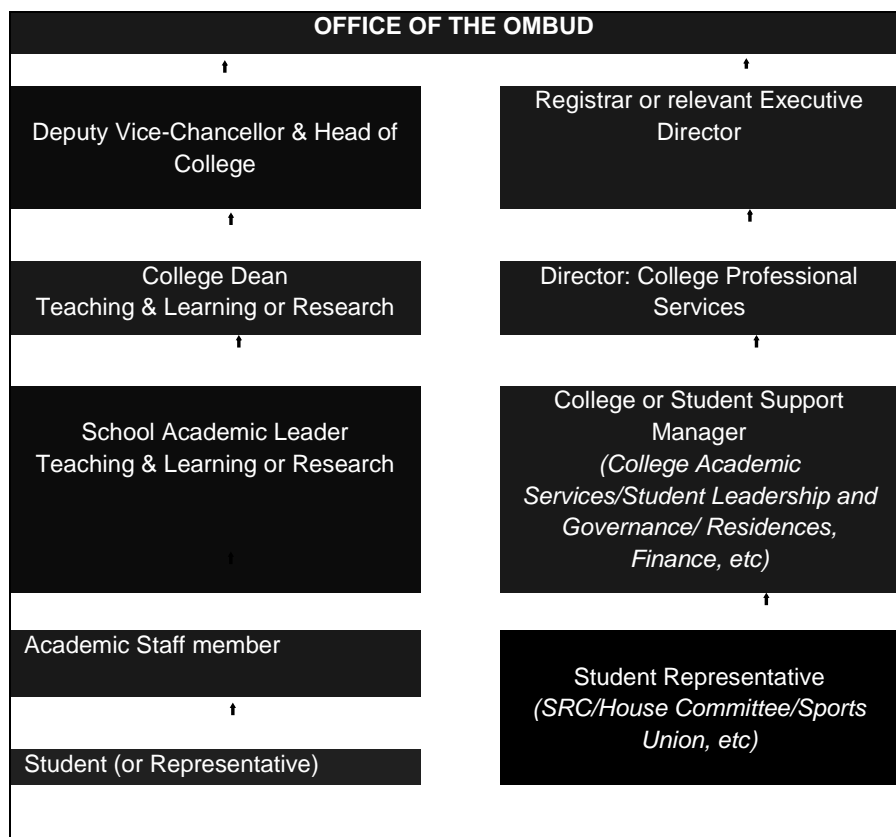 OFFICE OF THE OMBUD
Deputy Vice-Chancellor & Head of
College
College Dean
Teaching & Learning or Research
School Academic Leader
Teaching & Learning or Research
Academic Staff member
Student (or Representative)
Registrar or relevant Executive
Director
Director: College Professional
Services
College or Student Support
Manager
(College Academic
Services/Student Leadership and
Governance/ Residences,
Finance, etc)
Student Representative
(SRC/House Committee/Sports
Union, etc)